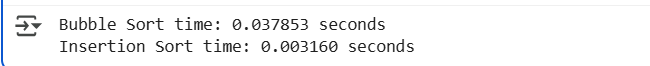 Bubble Sort time: 0.037853 seconds
Insertion Sort time: 0.003160 seconds